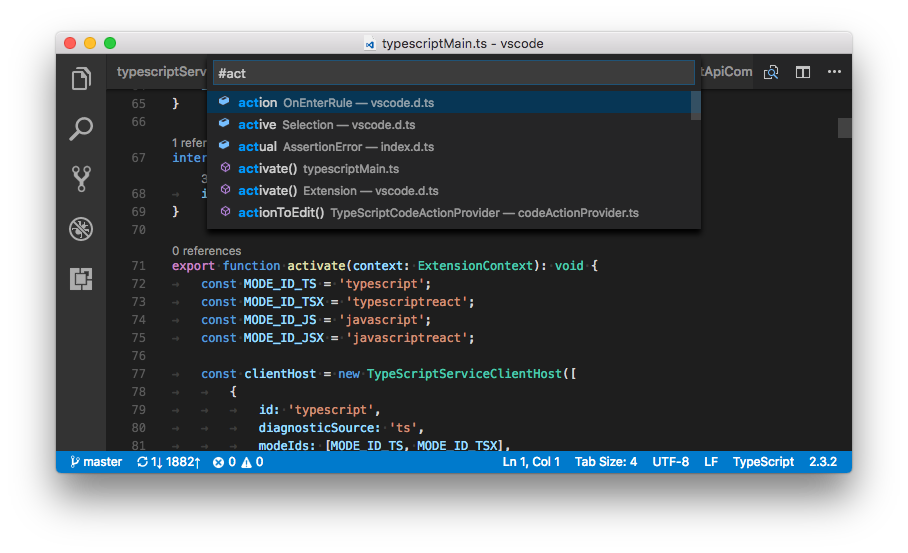 typescriptMain.ts - vscode
typescriptServ
#act
tApiCom
action OnEnterRule — vscode.d.ts
active Selection — vscode.d.ts
actual AssertionError — index.d.ts
activate() typescriptMain.ts
activate() Extension — vscode.d.ts
actionToEdit() TypeScriptCodeActionProvider — codeActionProvider.ts
65 }
66
1 refer
67 inter
3
68 → i
69 }
70
0 references
71 export function activate(context: ExtensionContext): void {
72 → const MODE_ID_TS = 'typescript';
73 → const MODE_ID_TSX = 'typescriptreact';
74 → const MODE_ID_JS = 'javascript';
75 → const MODE_ID_JSX = 'javascriptreact';
76
77 → const clientHost = new TypeScriptServiceClientHost([
78 → → {
79 → → → id: 'typescript',
80 → → → diagnosticSource: 'ts',
81 → → → modeIds: [MODE_ID_TS, MODE_ID_TSX],
master 1↓ 1882↑ 0 0 Ln 1, Col 1 Tab Size: 4 UTF-8 LF TypeScript 2.3.2